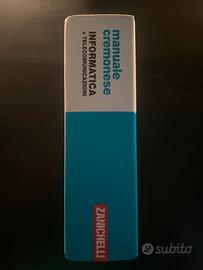 manuale
cremonese
INFORMATICA
e TELECOMUNICAZIONI
ZANICHELLI
subito